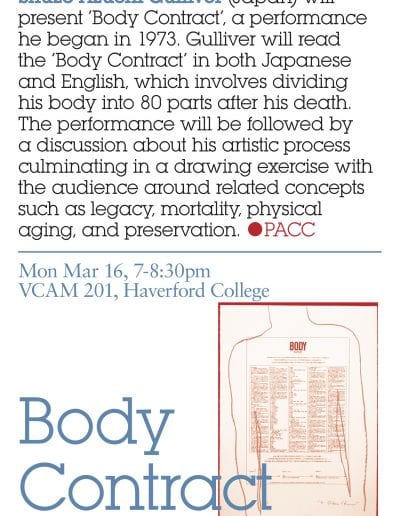 Shuzo Azuchi Gulliver (Japan) will
present ‘Body Contract’, a performance
he began in 1973. Gulliver will read
the ‘Body Contract’ in both Japanese
and English, which involves dividing
his body into 80 parts after his death.
The performance will be followed by
a discussion about his artistic process
culminating in a drawing exercise with
the audience around related concepts
such as legacy, mortality, physical
aging, and preservation. ●PACC
Mon Mar 16, 7-8:30pm
VCAM 201, Haverford College
BODY
Body
Contract